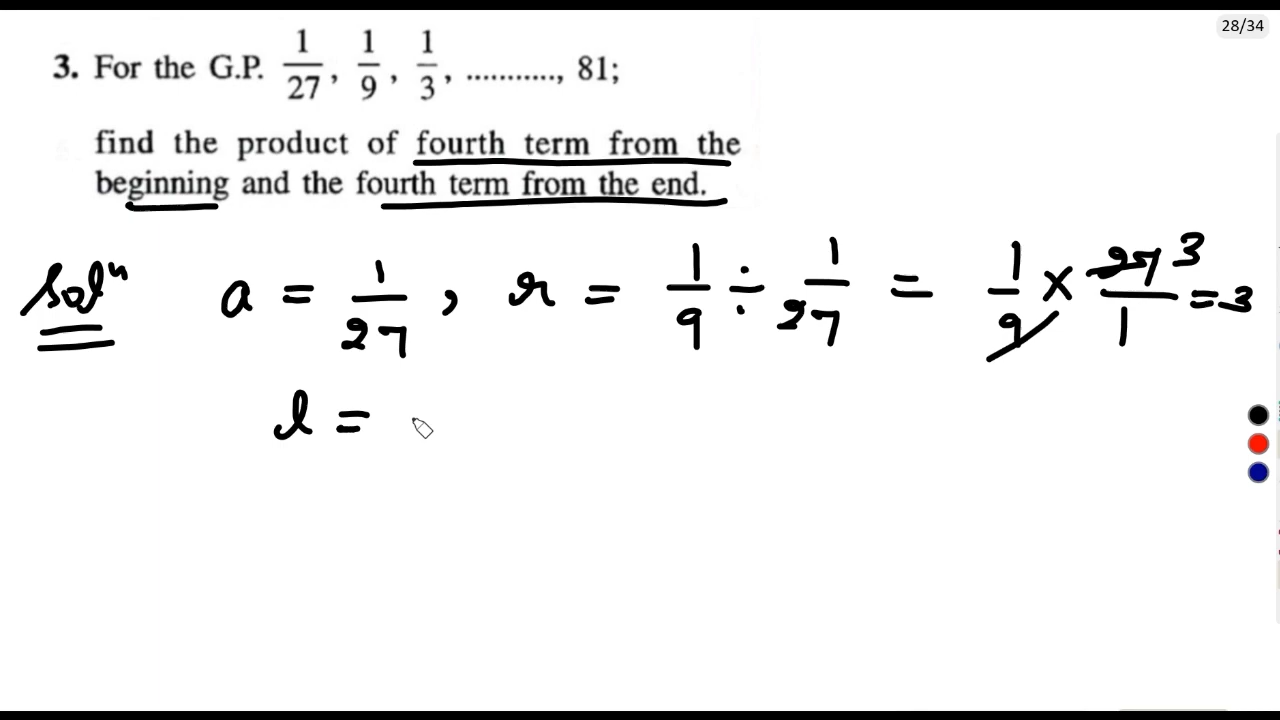 28/34
3. For the G.P. 1/27, 1/9, 1/3, ..........., 81;
find the product of fourth term from the
beginning and the fourth term from the end.
Solⁿ a = 1/27, r = 1/9 ÷ 1/27 = 1/9 × 27/1 3 = 3
l =